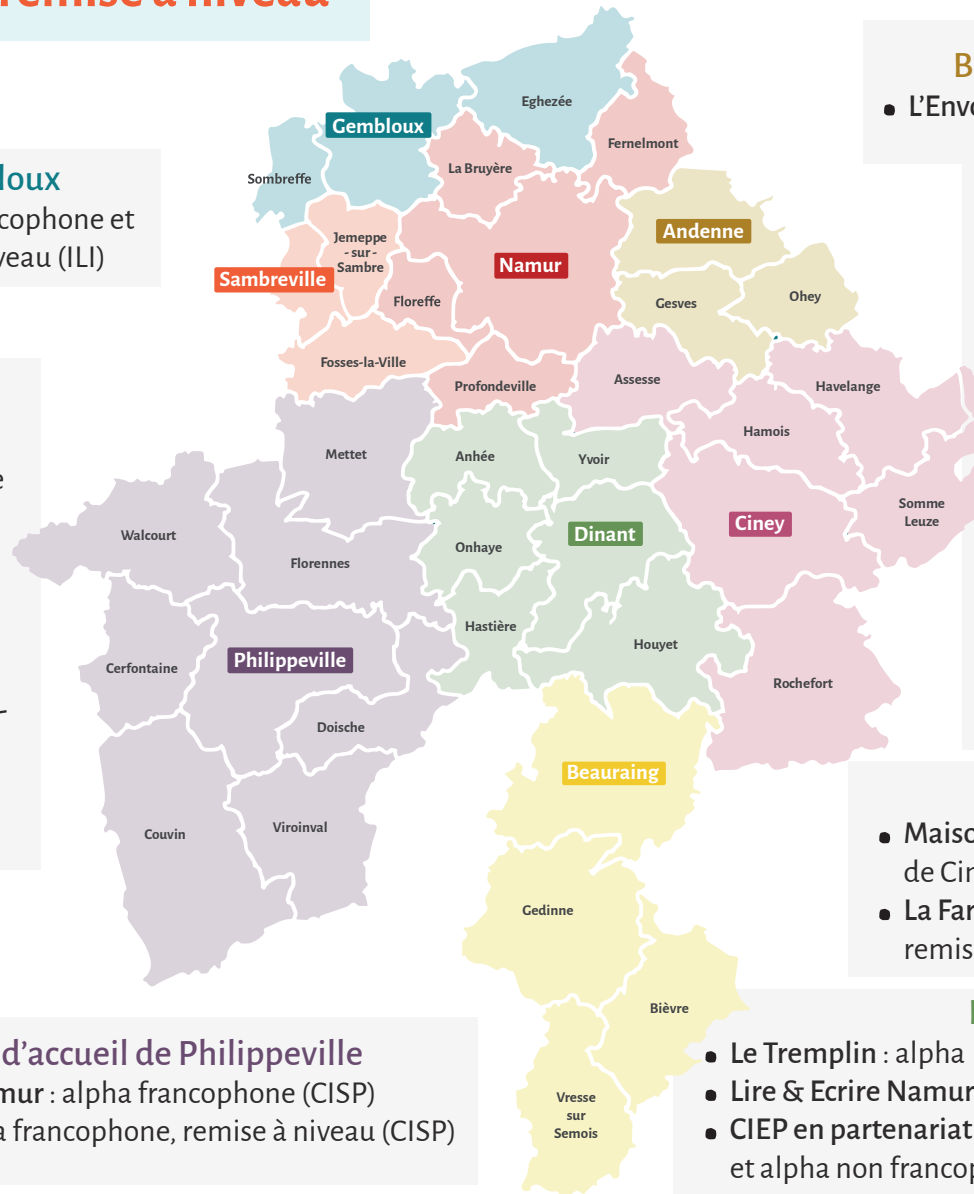 remise à niveau
B
• L'Env
loux
cophone et
veau (ILI)
Eghezée
Gembloux
Fernelmont
La Bruyère
Sombreffe
Andenne
Jemeppe
- sur -
Sambre
Namur
Sambreville
Floreffe
Gesves
Ohey
Fosses-la-Ville
Profondeville
Assesse
Havelange
Hamois
Mettet
Anhée
Yvoir
e
Somme
Leuze
Walcourt
Florennes
Onhaye
Dinant
Ciney
Hastière
Houyet
Cerfontaine
Philippeville
Rochefort
Doische
Beauraing
Couvin
Viroinval
• Maiso
de Cin
• La Far
remis
Gedinne
Bièvre
Vresse
sur
Semois
d'accueil de Philippeville
mur : alpha francophone (CISP)
a francophone, remise à niveau (CISP)
• Le Tremplin : alpha
• Lire & Ecrire Namur
• CIEP en partenariat
et alpha non francop